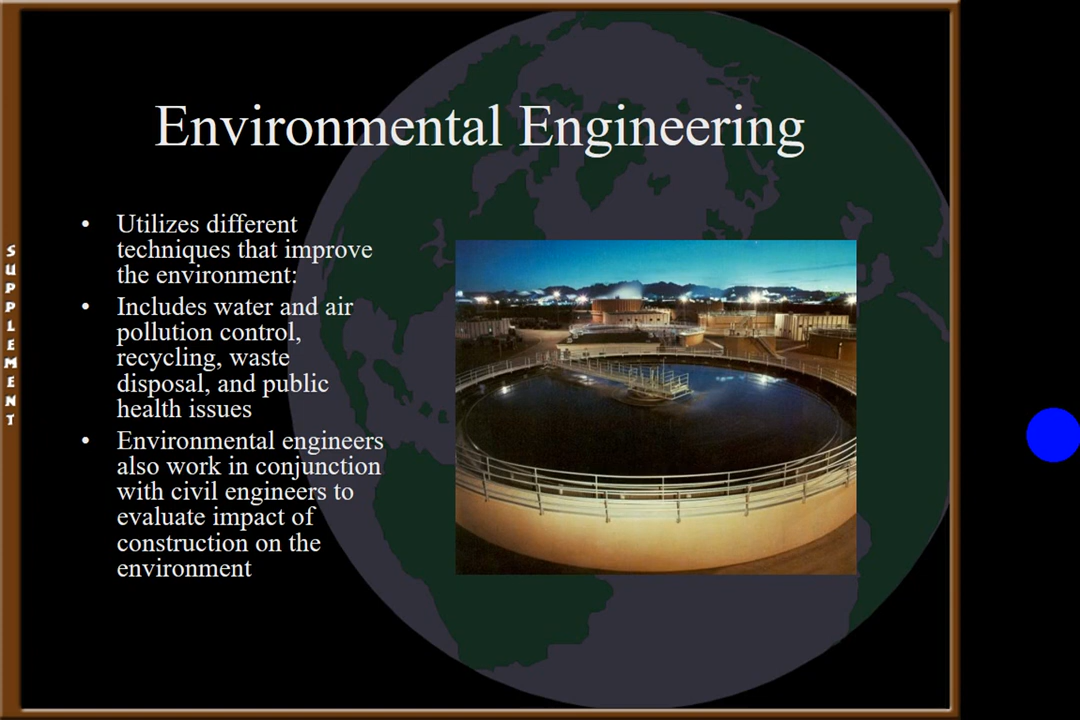 Environmental Engineering
• Utilizes different
techniques that improve
the environment:
• Includes water and air
pollution control,
recycling, waste
disposal, and public
health issues
• Environmental engineers
also work in conjunction
with civil engineers to
evaluate impact of
construction on the
environment
SUPPLEMENT